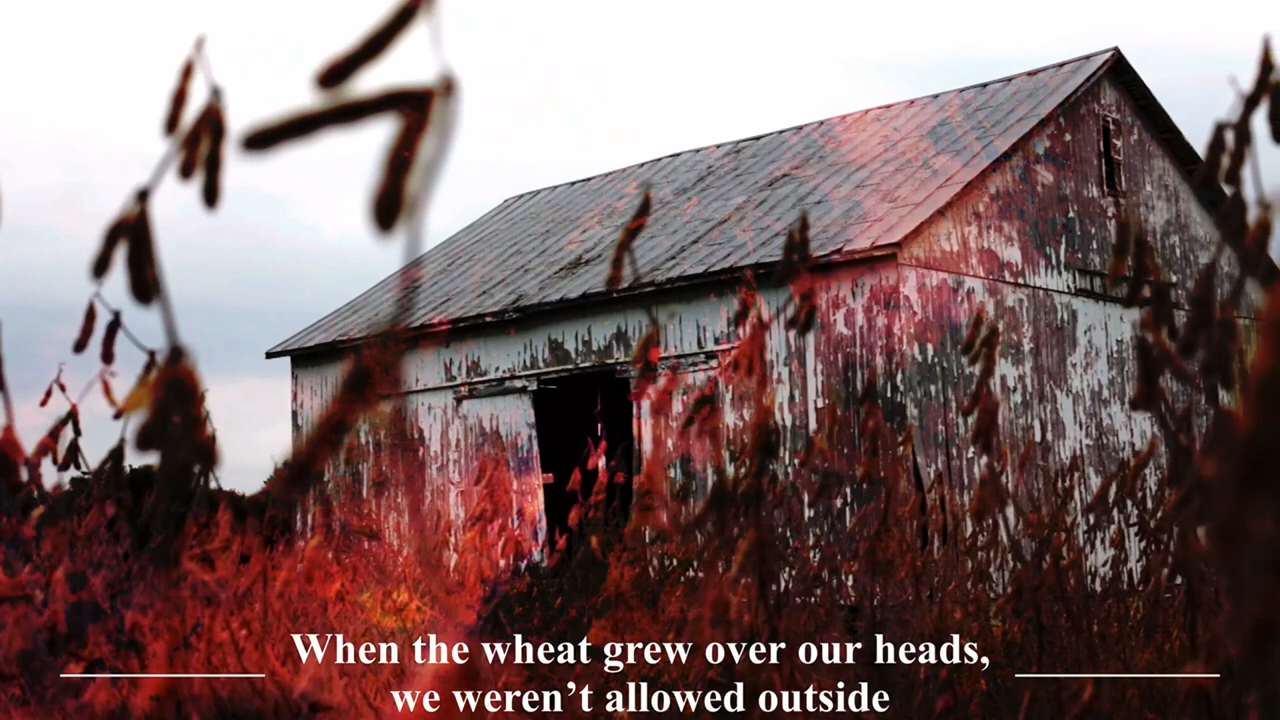 When the wheat grew over our heads,
we weren’t allowed outside